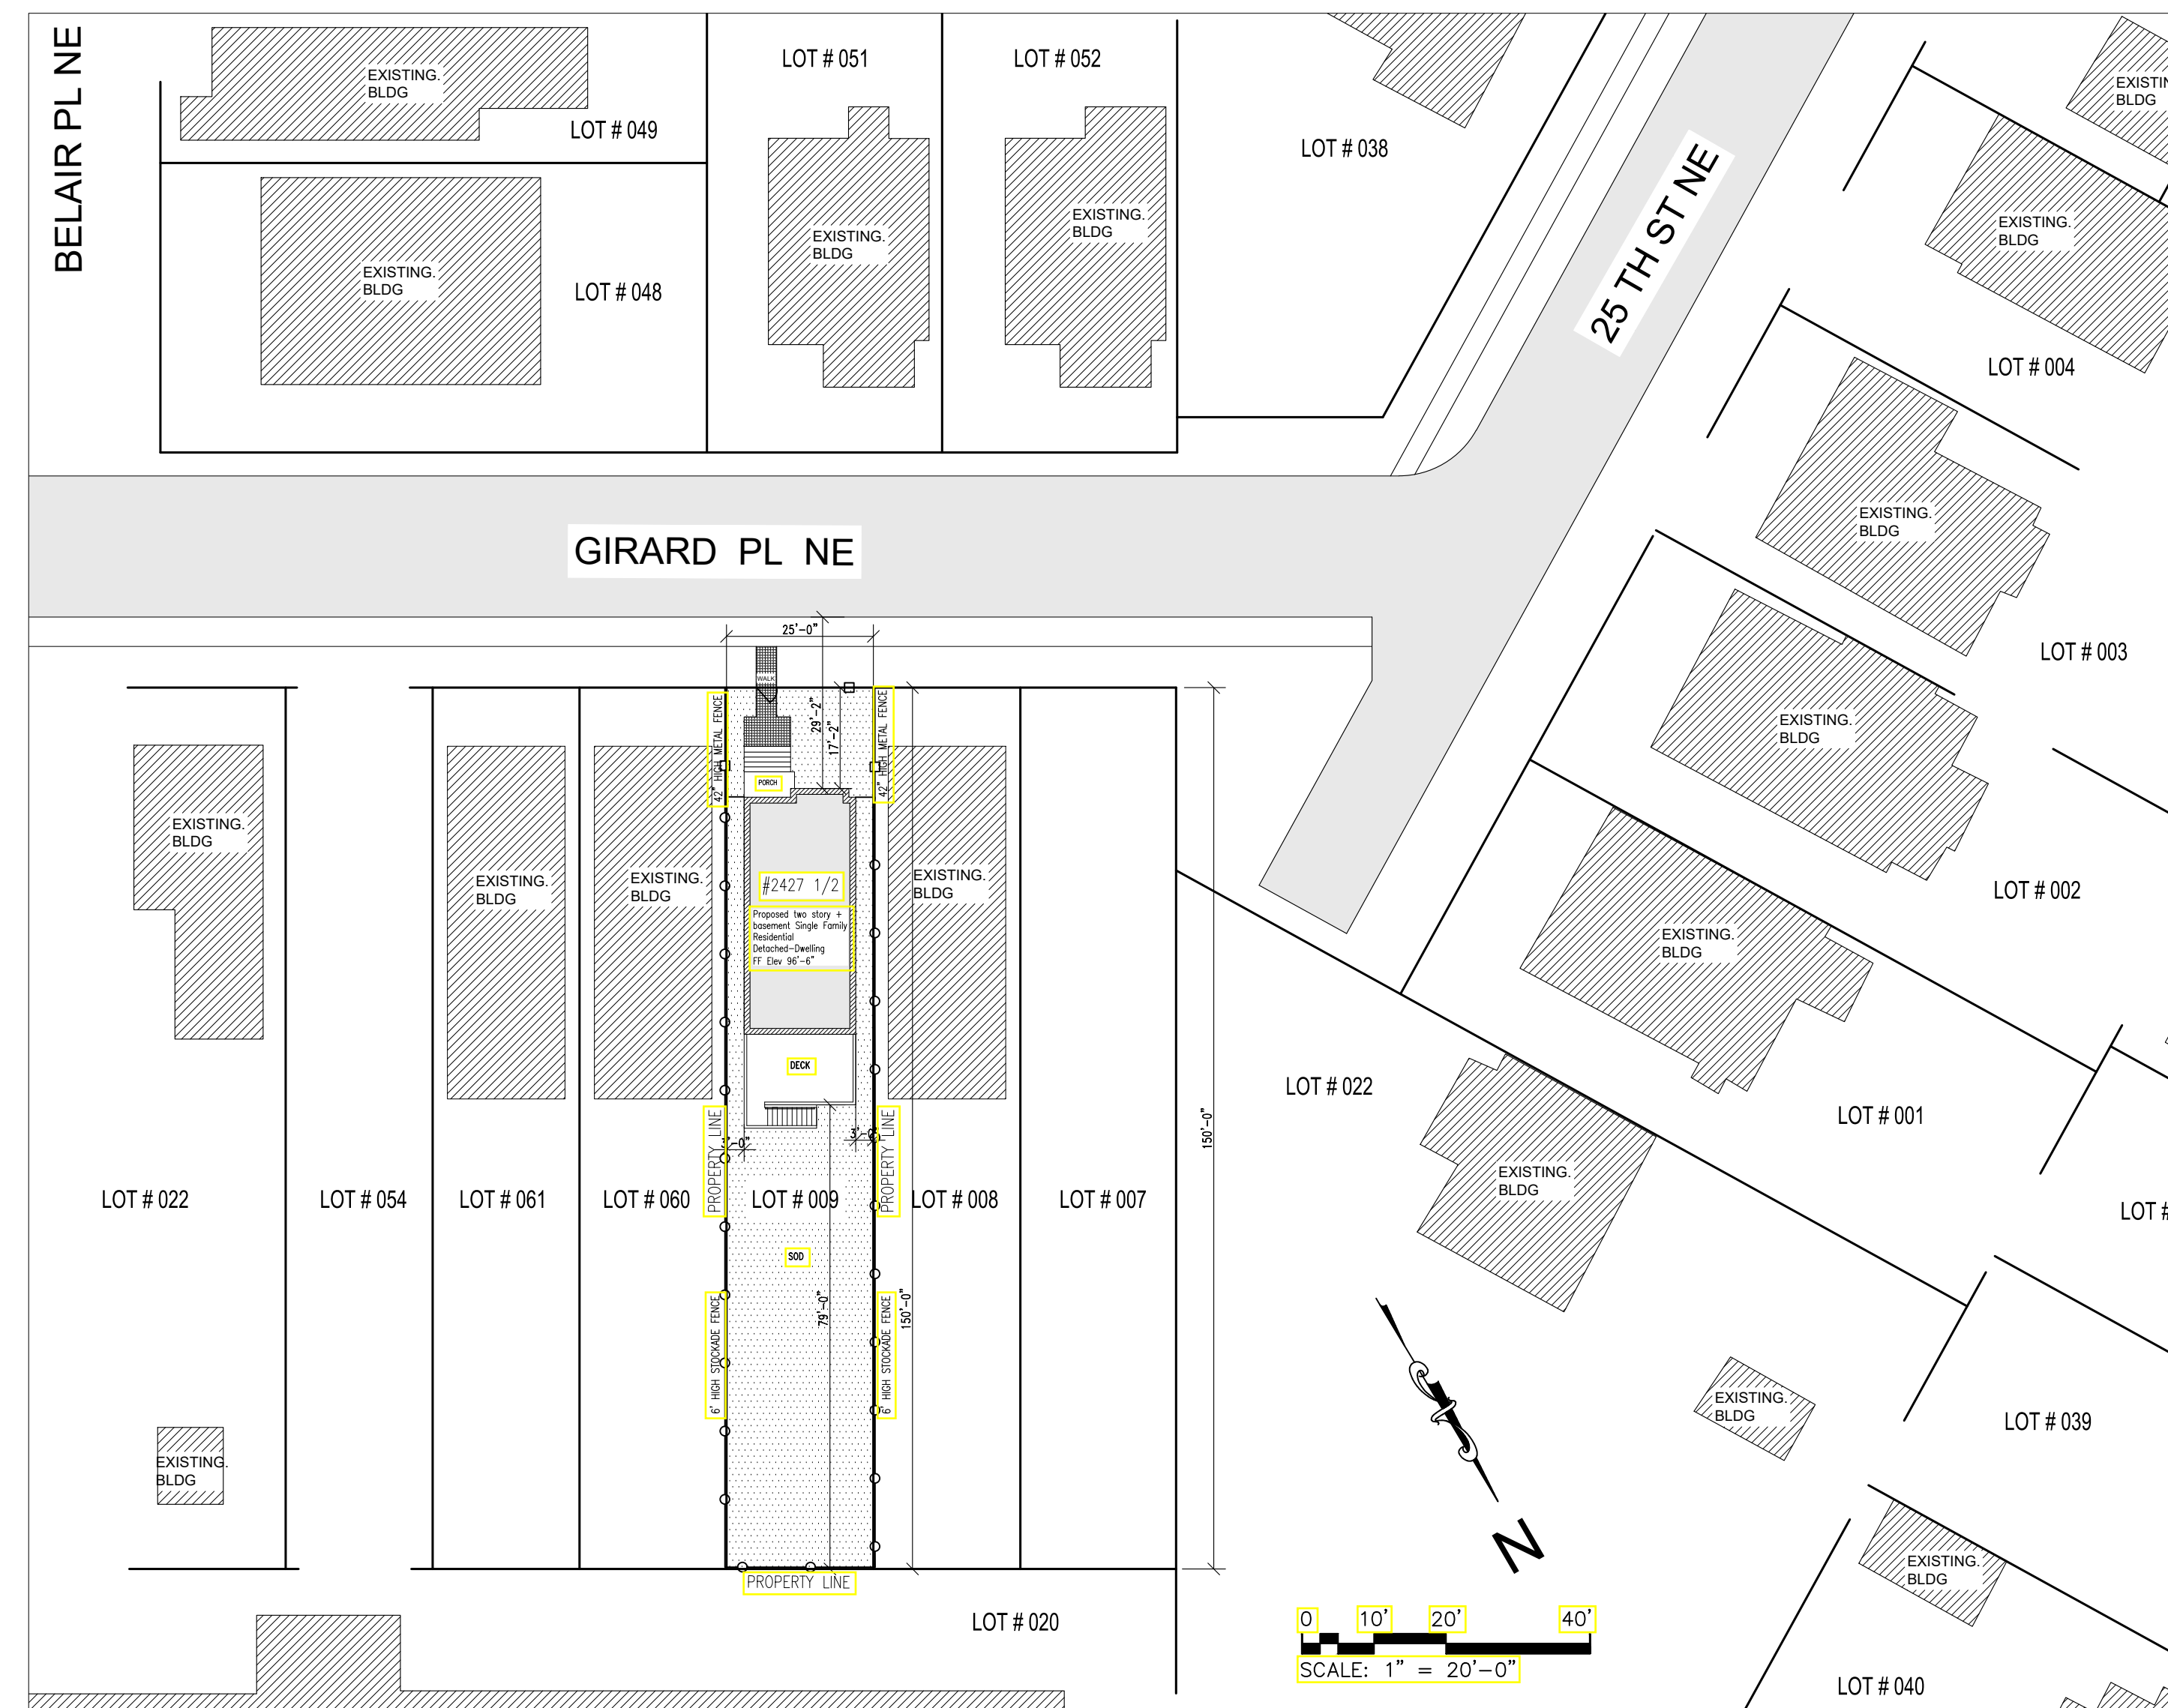 BELAIR PL NE
EXISTING.
BLDG
LOT # 049
LOT # 051
LOT # 052
LOT # 038
25 TH ST NE
BLDG
EXISTING.
BLDG
LOT # 048
EXISTING.
BLDG
EXISTING.
BLDG
EXISTING.
BLDG
LOT # 004
EXISTING.
BLDG
LOT # 003
GIRARD PL NE
25'-0"
WALK
29'-2"
17'-2"
42" HIGH METAL FENCE
42" HIGH METAL FENCE
PORCH
EXISTING.
BLDG
LOT # 002
EXISTING.
BLDG
EXISTING.
BLDG
EXISTING.
BLDG
#2427 1/2
Proposed two story +
basement Single Family
Residential
Detached-Dwelling
FF Elev 96'-6"
EXISTING.
BLDG
EXISTING.
BLDG
DECK
LOT # 022
LOT # 001
150'-0"
3'-0"
3'-0"
PROPERTY LINE
PROPERTY LINE
EXISTING.
BLDG
LOT # 022
LOT # 054
LOT # 061
LOT # 060
LOT # 009
LOT # 008
LOT # 007
LOT #
SOD
79'-0"
150'-0"
6' HIGH STOCKADE FENCE
6' HIGH STOCKADE FENCE
EXISTING.
BLDG
LOT # 039
EXISTING.
BLDG
N
EXISTING.
BLDG
PROPERTY LINE
LOT # 020
0 10' 20' 40'
SCALE: 1" = 20'-0"
LOT # 040